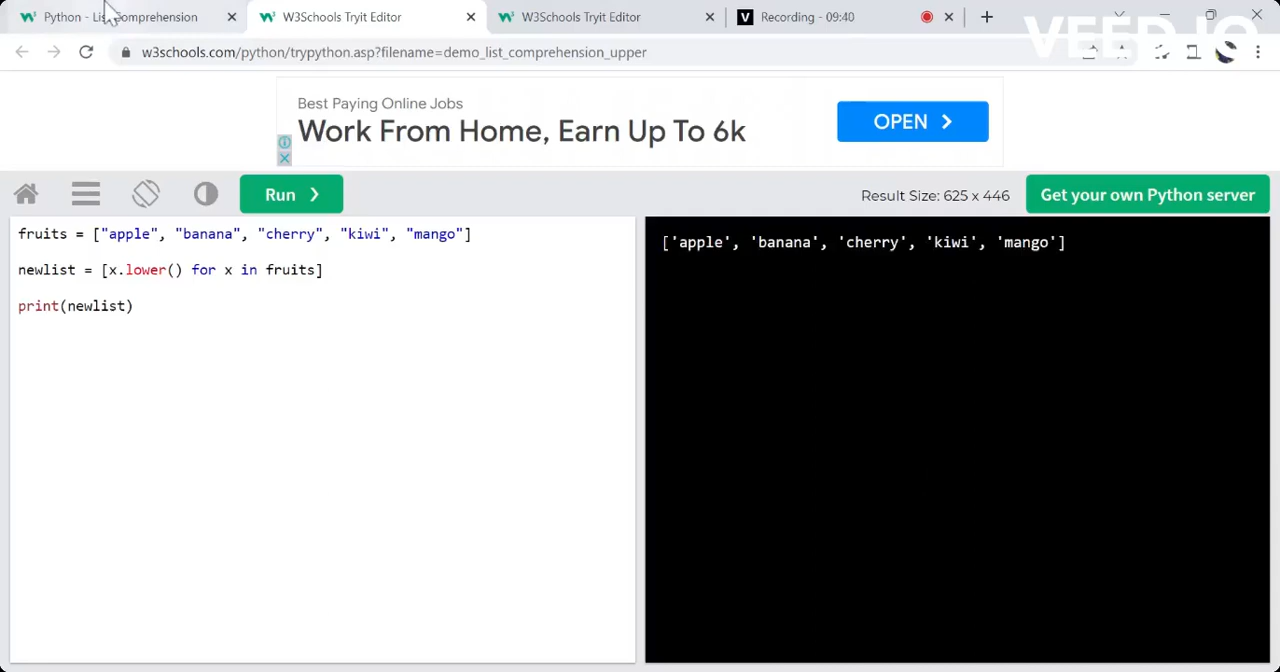 Python - List Comprehension
W3Schools Tryit Editor
W3Schools Tryit Editor
V Recording - 09:40
VEED.IO
w3schools.com/python/trypython.asp?filename=demo_list_comprehension_upper
Best Paying Online Jobs
Work From Home, Earn Up To 6k
OPEN
Run ❯
Result Size: 625 x 446
Get your own Python server
fruits = ["apple", "banana", "cherry", "kiwi", "mango"]
newlist = [x.lower() for x in fruits]
print(newlist)
['apple', 'banana', 'cherry', 'kiwi', 'mango']